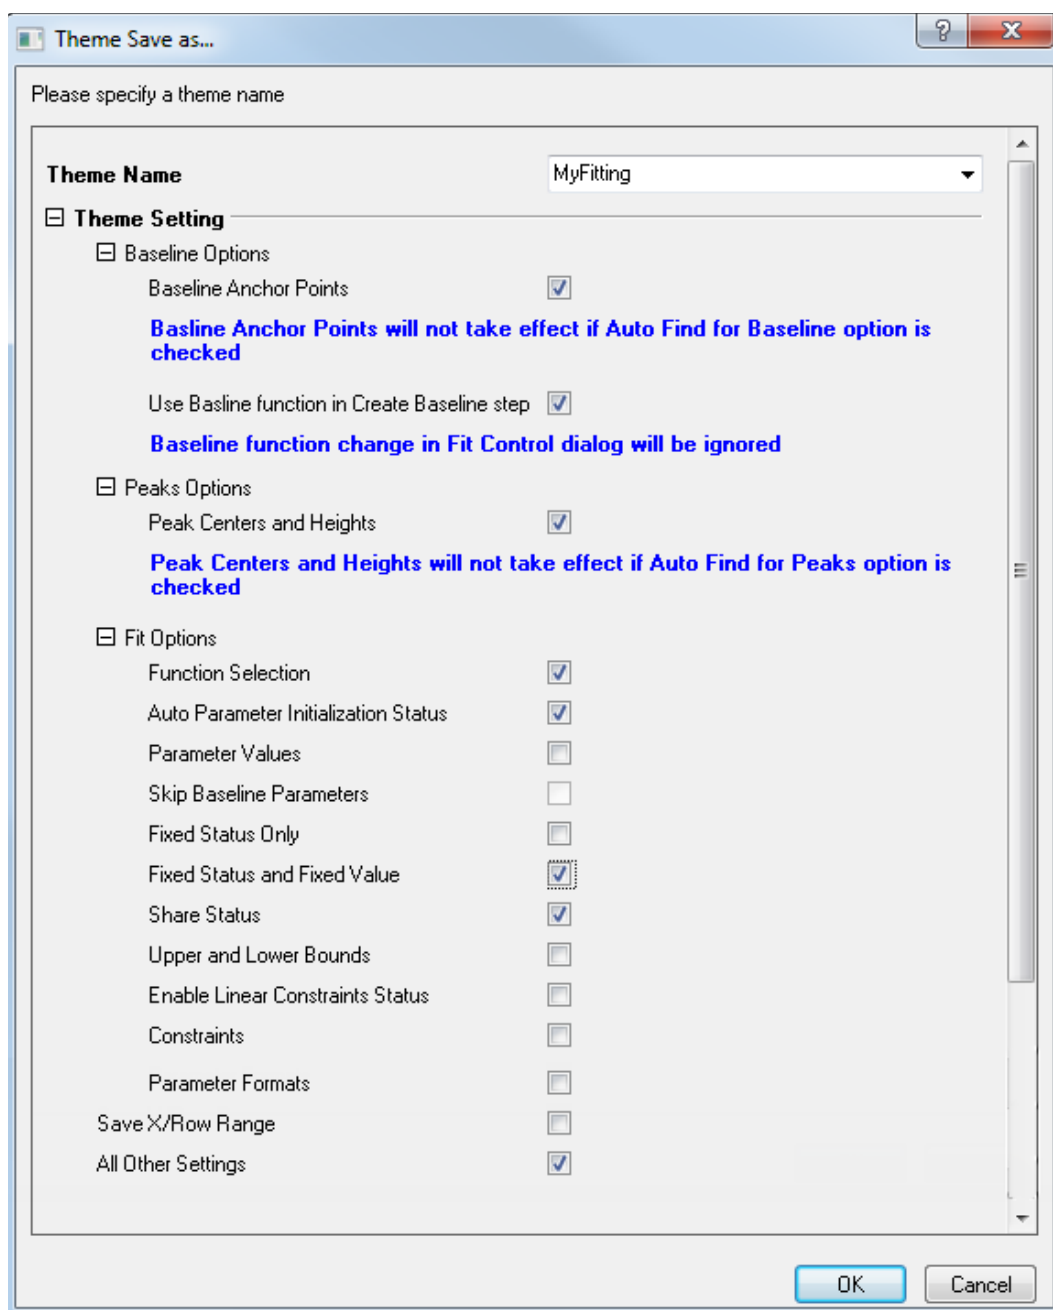 Theme Save as...
Please specify a theme name
Theme Name MyFitting
Theme Setting
Baseline Options
Baseline Anchor Points
Basline Anchor Points will not take effect if Auto Find for Baseline option is
checked
Use Basline function in Create Baseline step
Baseline function change in Fit Control dialog will be ignored
Peaks Options
Peak Centers and Heights
Peak Centers and Heights will not take effect if Auto Find for Peaks option is
checked
Fit Options
Function Selection
Auto Parameter Initialization Status
Parameter Values
Skip Baseline Parameters
Fixed Status Only
Fixed Status and Fixed Value
Share Status
Upper and Lower Bounds
Enable Linear Constraints Status
Constraints
Parameter Formats
Save X/Row Range
All Other Settings
OK Cancel